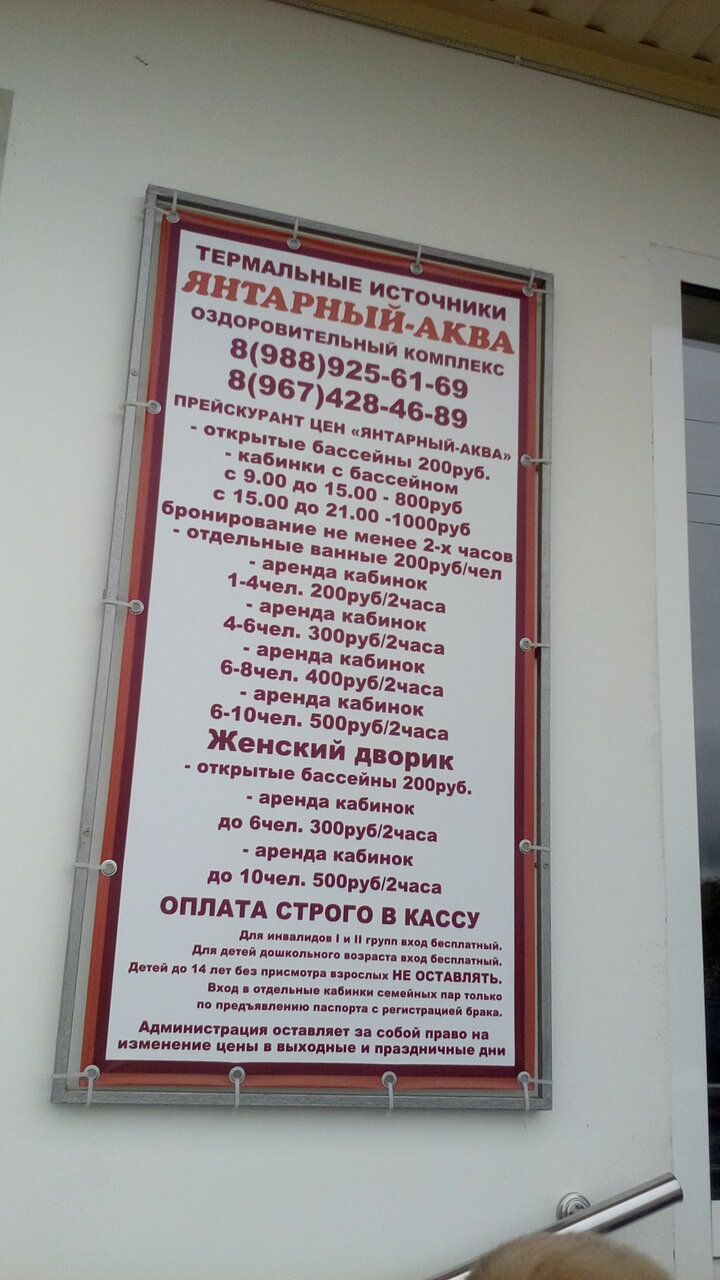 ТЕРМАЛЬНЫЕ ИСТОЧНИКИ
ЯНТАРНЫЙ-АКВА
ОЗДОРОВИТЕЛЬНЫЙ КОМПЛЕКС
8(988)925-61-69
8(967)428-46-89
ПРЕЙСКУРАНТ ЦЕН «ЯНТАРНЫЙ-АКВА»
- открытые бассейны 200руб.
- кабинки с бассейном
с 9.00 до 15.00 - 800руб
с 15.00 до 21.00 -1000руб
бронирование не менее 2-х часов
- отдельные ванные 200руб/чел
- аренда кабинок
1-4чел. 200руб/2часа
- аренда кабинок
4-6чел. 300руб/2часа
- аренда кабинок
6-8чел. 400руб/2часа
- аренда кабинок
6-10чел. 500руб/2часа
Женский дворик
- открытые бассейны 200руб.
- аренда кабинок
до 6чел. 300руб/2часа
- аренда кабинок
до 10чел. 500руб/2часа
ОПЛАТА СТРОГО В КАССУ
Для инвалидов I и II групп вход бесплатный.
Для детей дошкольного возраста вход бесплатный.
Детей до 14 лет без присмотра взрослых НЕ ОСТАВЛЯТЬ.
Вход в отдельные кабинки семейных пар только
по предъявлению паспорта с регистрацией брака.
Администрация оставляет за собой право на
изменение цены в выходные и праздничные дни